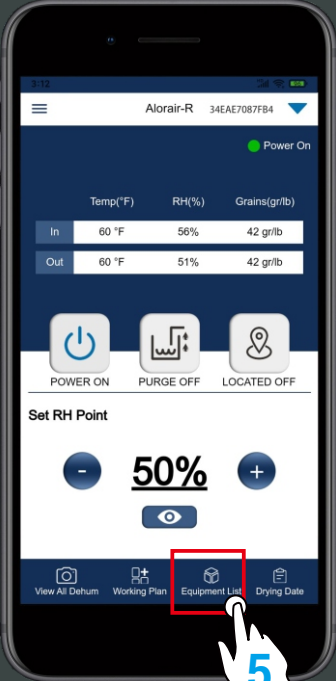 3:12
Alorair-R 34EAE7087FB4
Power On
Temp(°F) RH(%) Grains(gr/lb)
In 60 °F 56% 42 gr/lb
Out 60 °F 51% 42 gr/lb
POWER ON PURGE OFF LOCATED OFF
Set RH Point
- 50% +
View All Dehum Working Plan Equipment List Drying Date
5